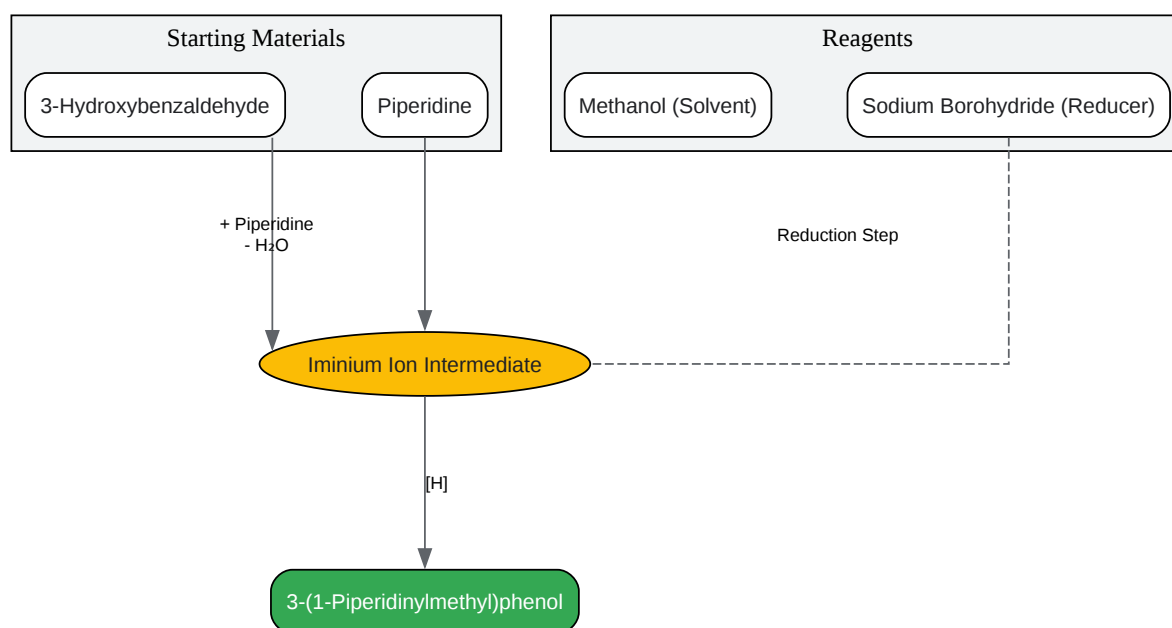 Starting Materials
Reagents
3-Hydroxybenzaldehyde
Piperidine
Methanol (Solvent)
Sodium Borohydride (Reducer)
+ Piperidine
- H₂O
Reduction Step
Iminium Ion Intermediate
[H]
3-(1-Piperidinylmethyl)phenol